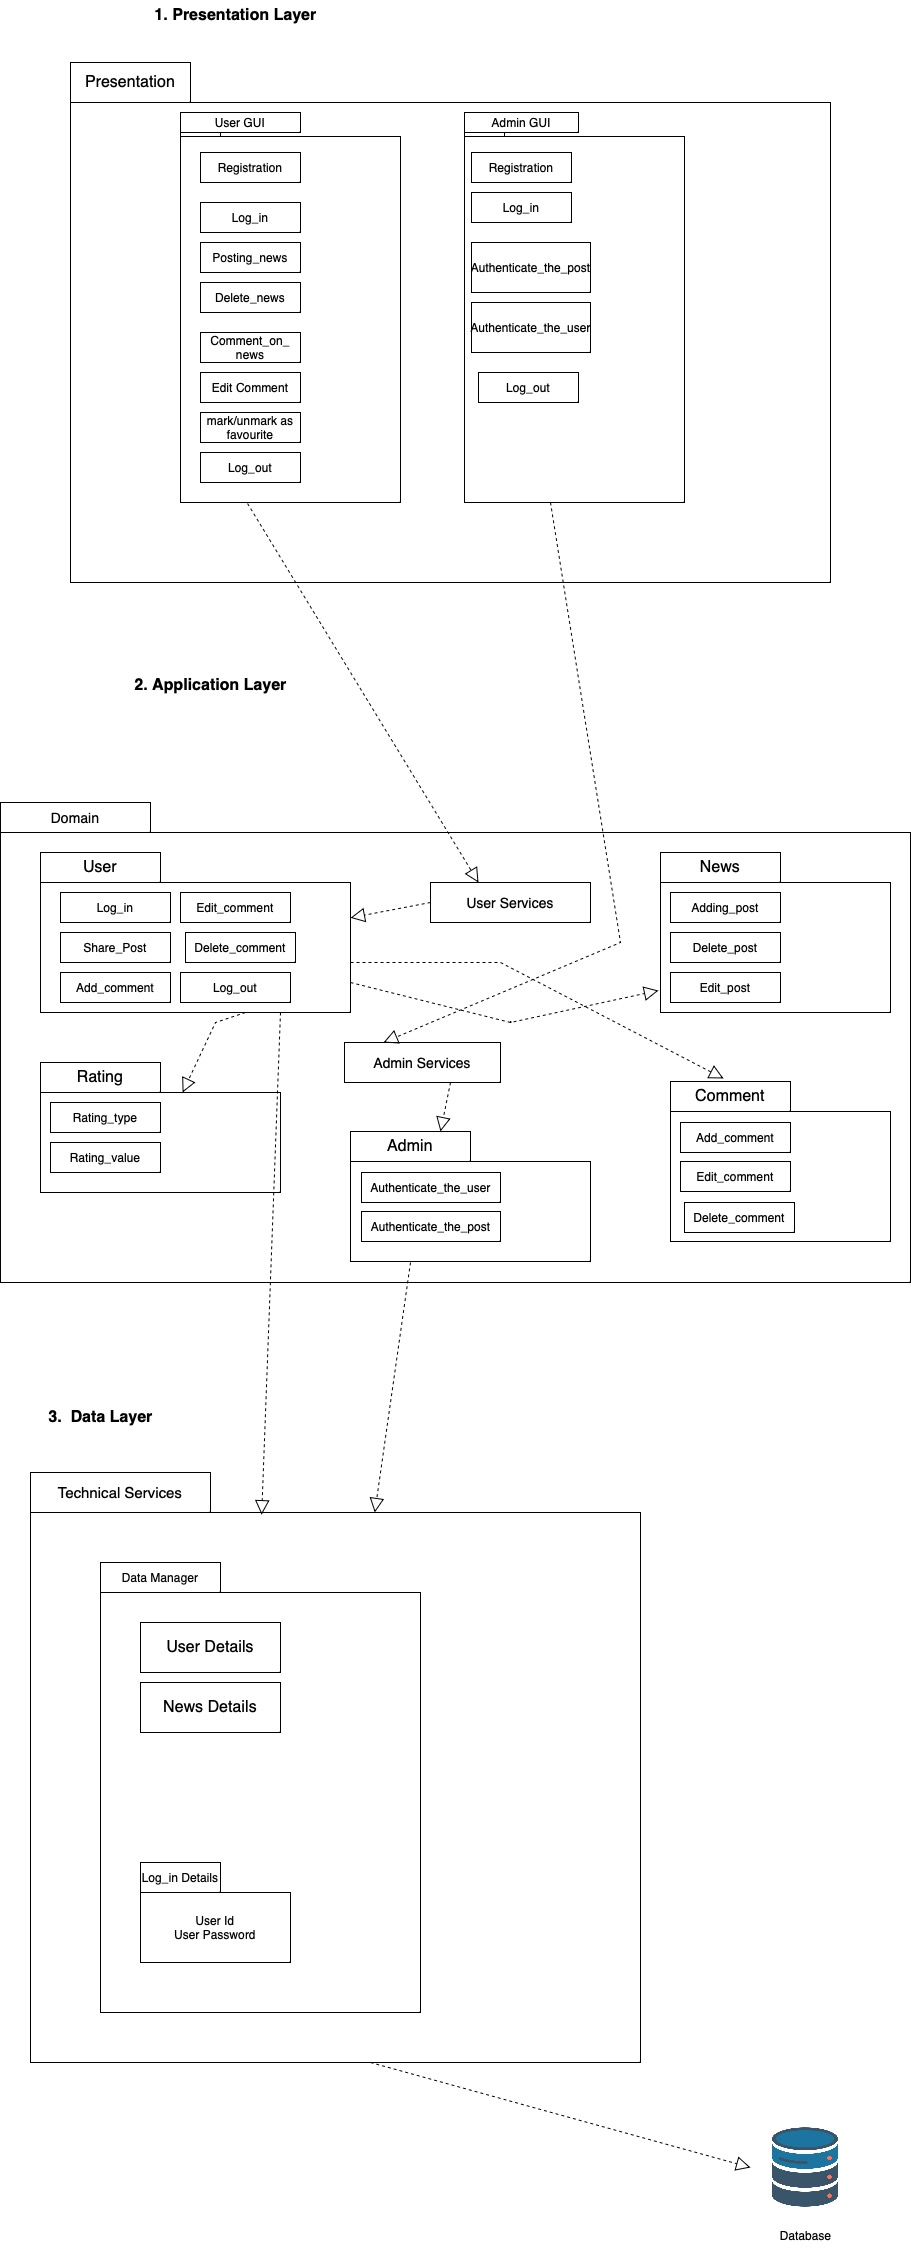 1. Presentation Layer
Presentation
User GUI
Registration
Log_in
Posting_news
Delete_news
Comment_on_
news
Edit Comment
mark/unmark as
favourite
Log_out
Admin GUI
Registration
Log_in
Authenticate_the_post
Authenticate_the_user
Log_out
2. Application Layer
Domain
User
Log_in
Edit_comment
Share_Post
Delete_comment
Add_comment
Log_out
User Services
News
Adding_post
Delete_post
Edit_post
Rating
Rating_type
Rating_value
Admin Services
Admin
Authenticate_the_user
Authenticate_the_post
Comment
Add_comment
Edit_comment
Delete_comment
3. Data Layer
Technical Services
Data Manager
User Details
News Details
Log_in Details
User Id
User Password
Database